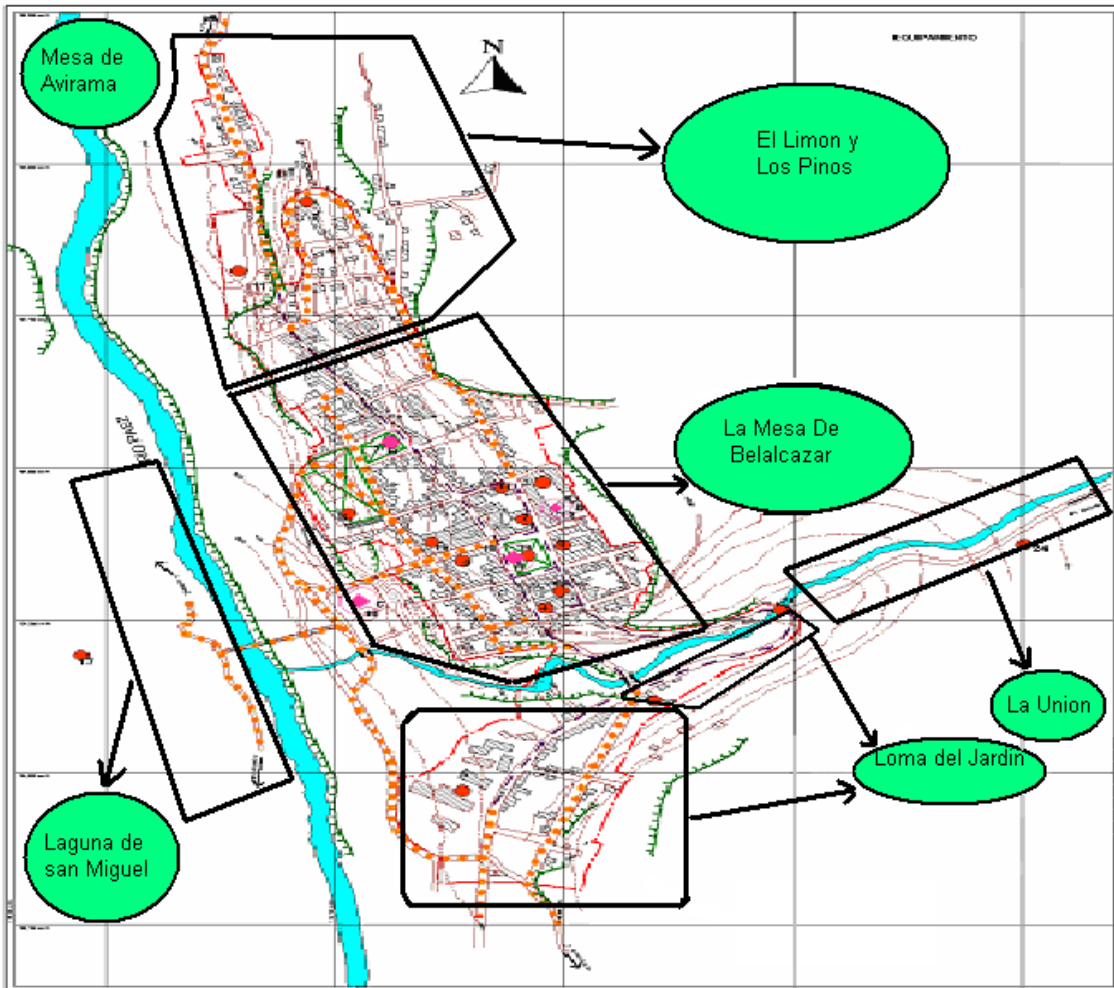 Mesa de
Avirama
N
EQUIPAMIENTO
El Limon y
Los Pinos
La Mesa De
Belalcazar
La Union
Loma del Jardin
Laguna de
san Miguel